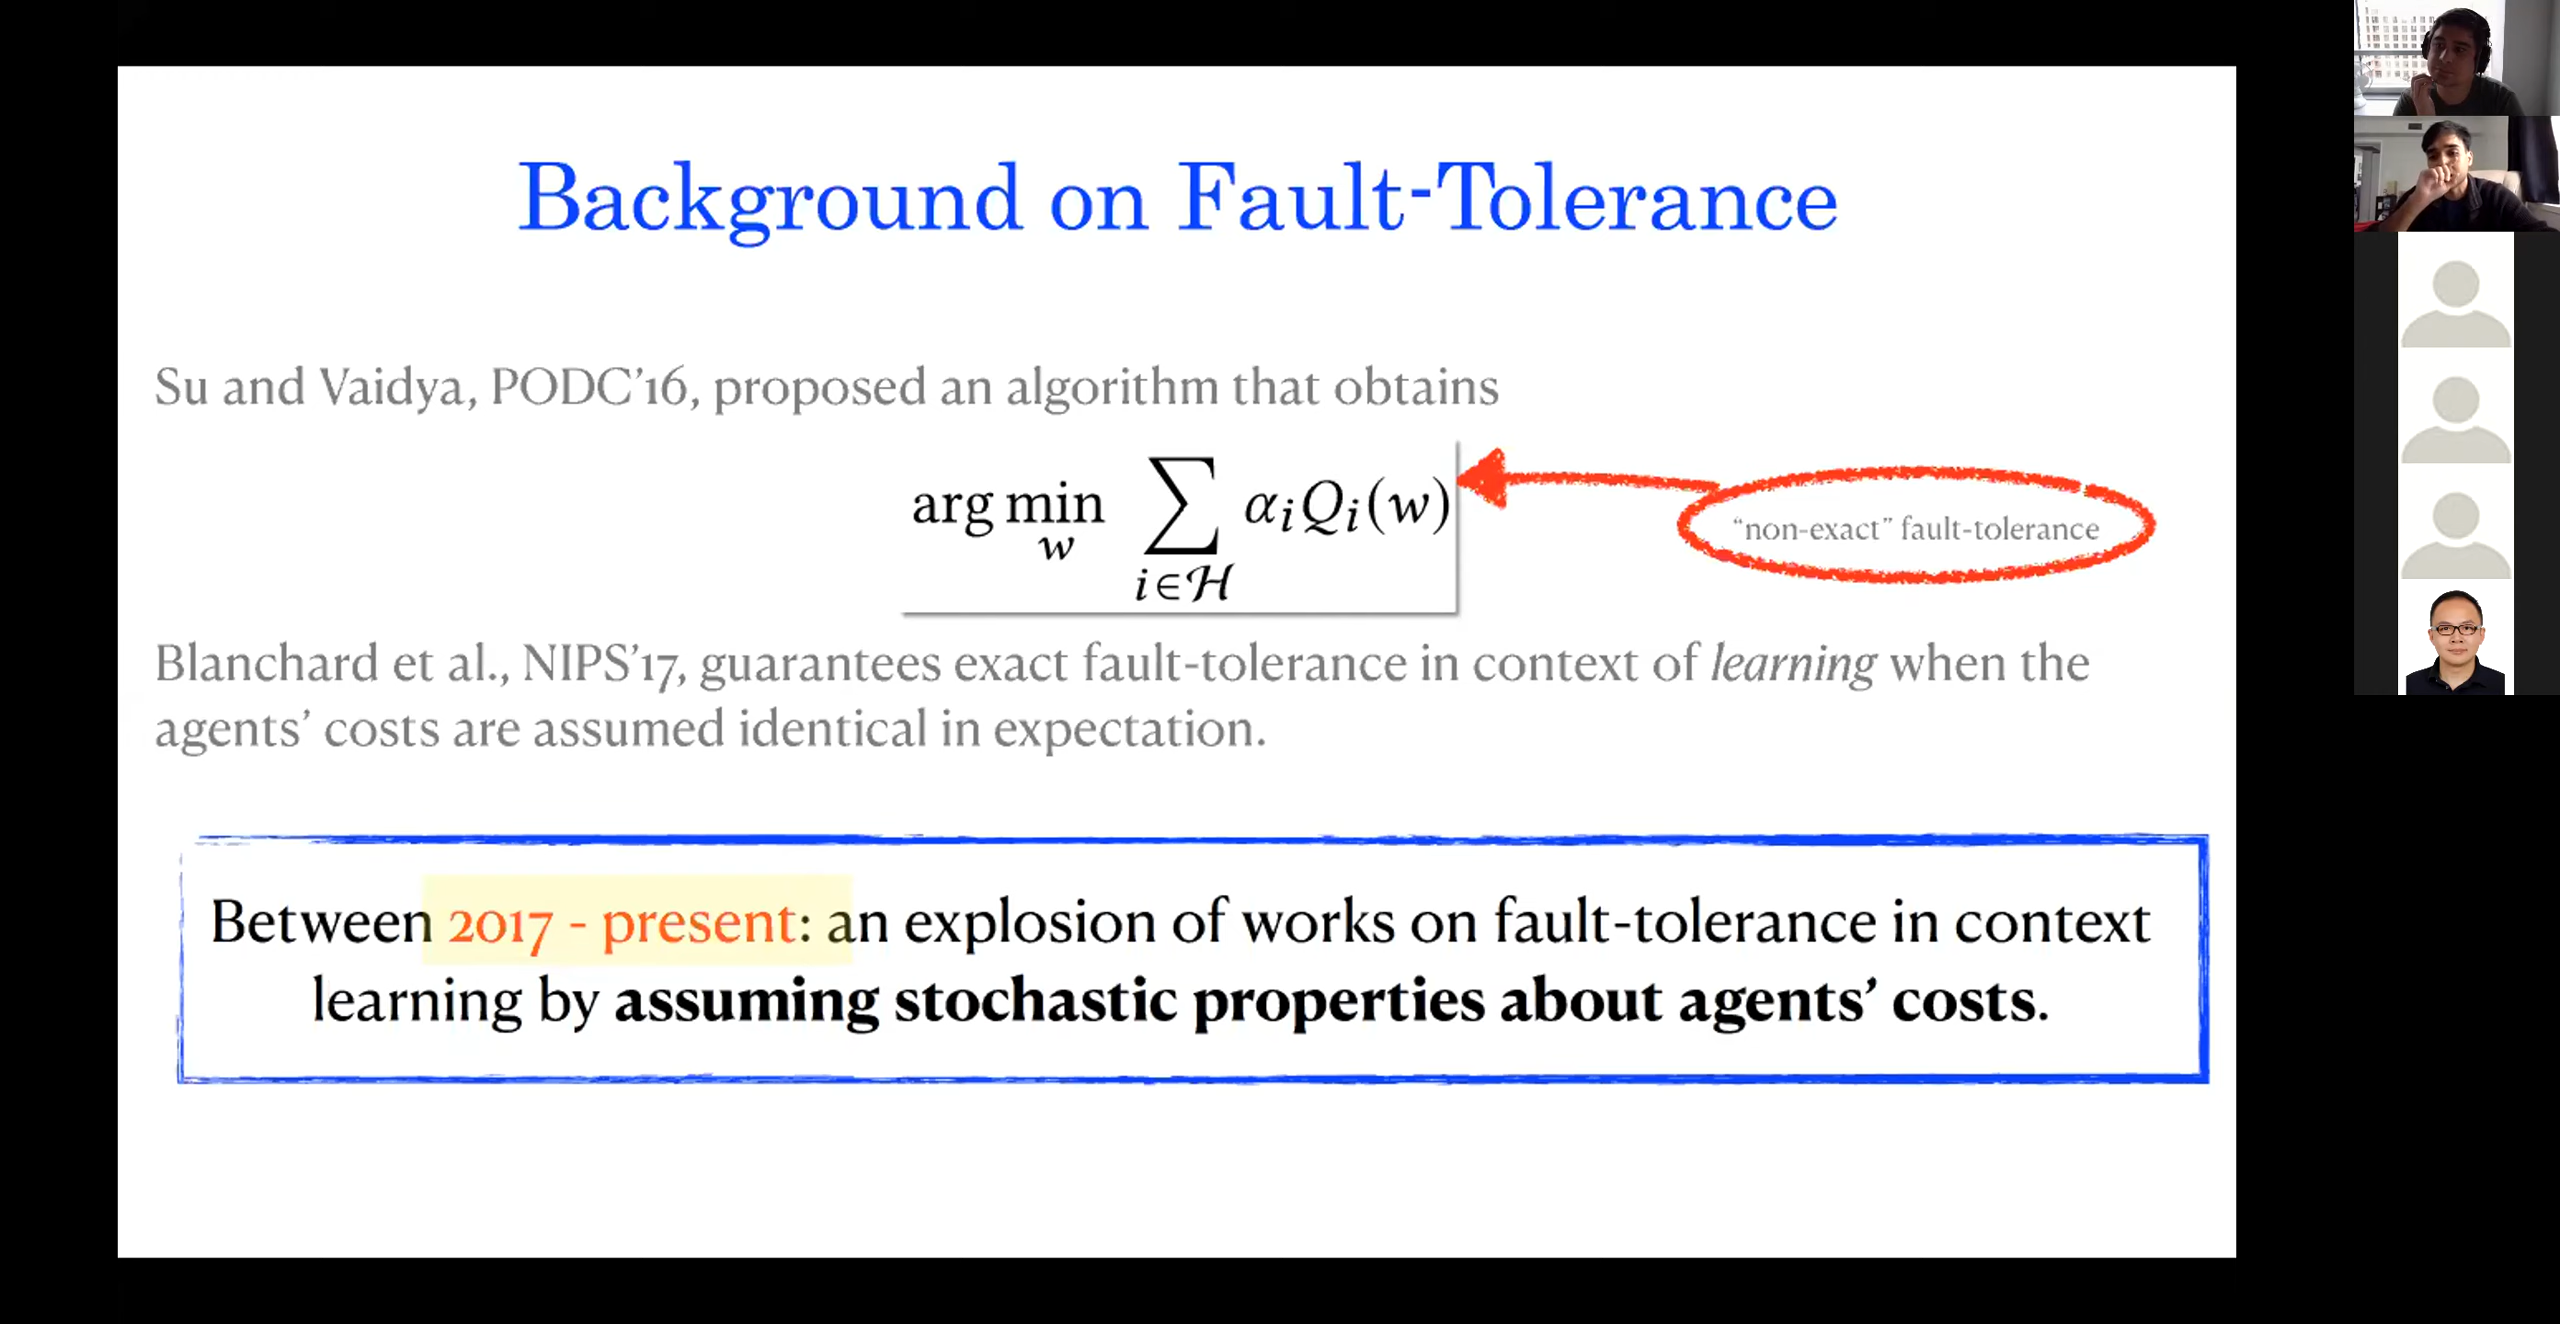 Background on Fault-Tolerance
Su and Vaidya, PODC’16, proposed an algorithm that obtains
arg min_w ∑_{i∈ℋ} α_i Q_i(w)
“non-exact” fault-tolerance
Blanchard et al., NIPS’17, guarantees exact fault-tolerance in context of learning when the
agents’ costs are assumed identical in expectation.
Between 2017 - present: an explosion of works on fault-tolerance in context
learning by assuming stochastic properties about agents’ costs.